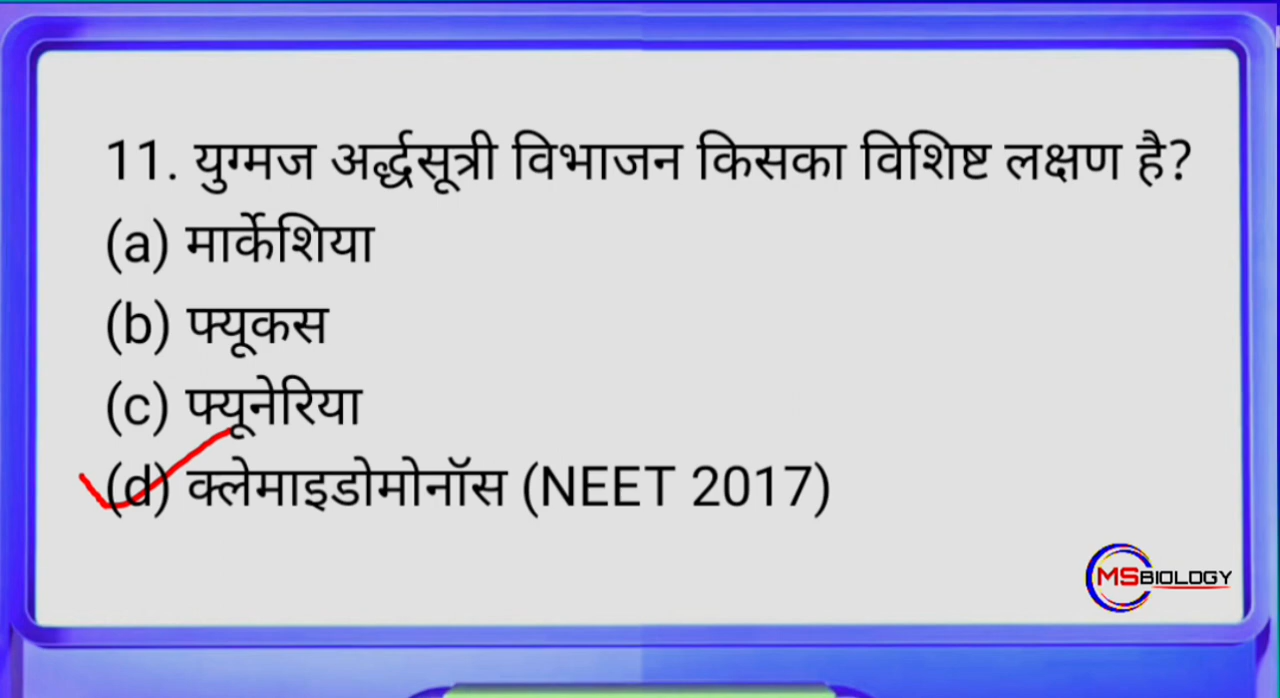 11. युग्मज अर्द्धसूत्री विभाजन किसका विशिष्ट लक्षण है?
(a) मार्केशिया
(b) फ्यूकस
(c) फ्यूनेरिया
(d) क्लेमाइडोमोनॉस (NEET 2017)
MSBIOLOGY